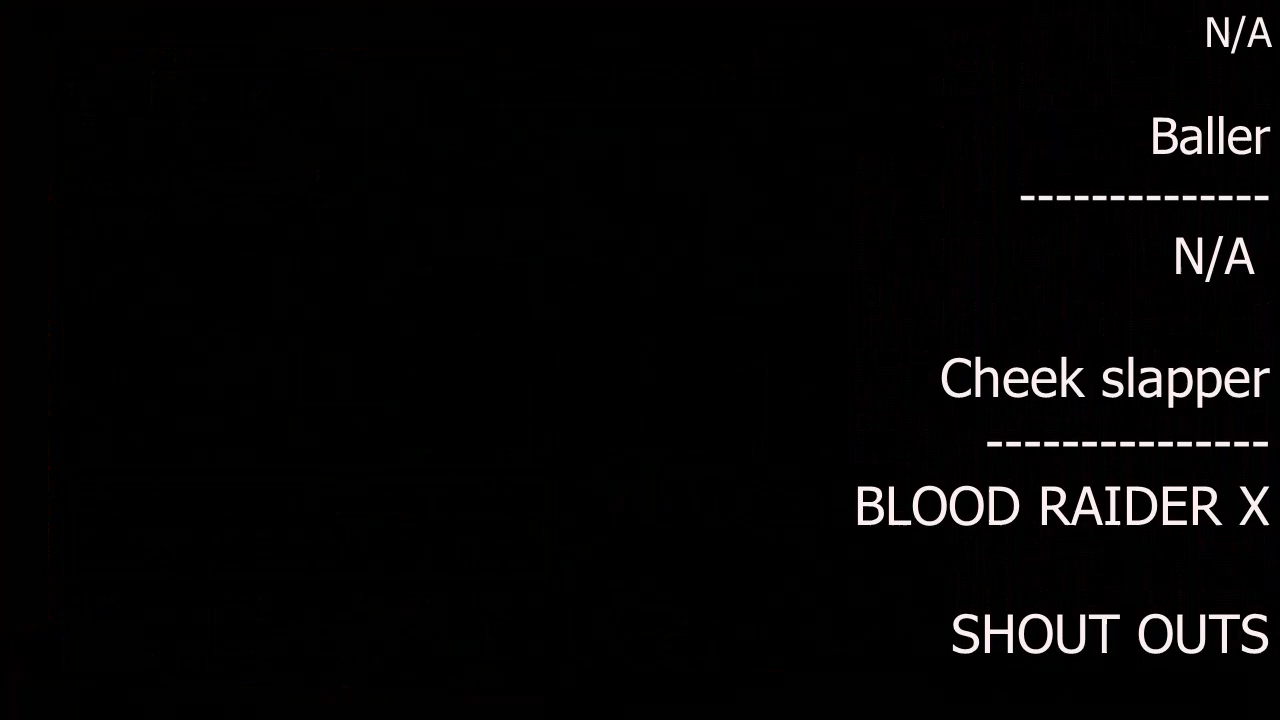 N/A
Baller
--------------
N/A
Cheek slapper
---------------
BLOOD RAIDER X
SHOUT OUTS